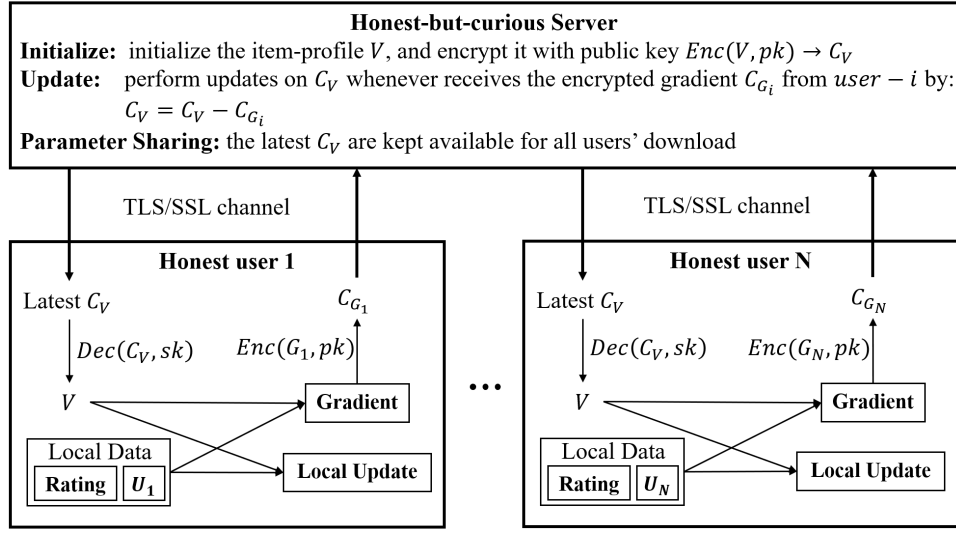 Honest-but-curious Server
Initialize: initialize the item-profile V, and encrypt it with public key Enc(V, pk) → C_V
Update: perform updates on C_V whenever receives the encrypted gradient C_{G_i} from user − i by:
C_V = C_V − C_{G_i}
Parameter Sharing: the latest C_V are kept available for all users' download
TLS/SSL channel
TLS/SSL channel
Honest user 1
Latest C_V
C_{G_1}
Dec(C_V, sk)
Enc(G_1, pk)
V
Gradient
Local Data
Rating
U_1
Local Update
...
Honest user N
Latest C_V
C_{G_N}
Dec(C_V, sk)
Enc(G_N, pk)
V
Gradient
Local Data
Rating
U_N
Local Update